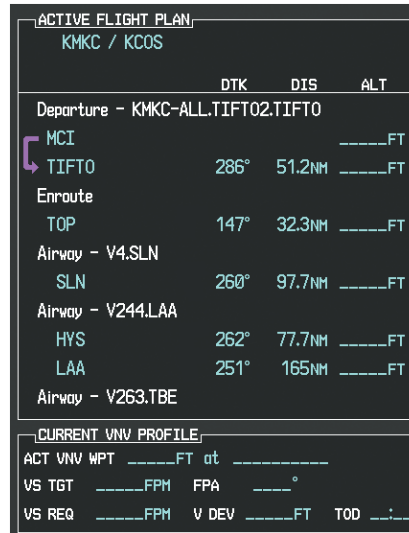 ACTIVE FLIGHT PLAN
KMKC / KCOS
DTK DIS ALT
Departure – KMKC–ALL.TIFTO2.TIFTO
MCI _____FT
TIFTO 286° 51.2NM _____FT
Enroute
TOP 147° 32.3NM _____FT
Airway – V4.SLN
SLN 260° 97.7NM _____FT
Airway – V244.LAA
HYS 262° 77.7NM _____FT
LAA 251° 165NM _____FT
Airway – V263.TBE
CURRENT VNV PROFILE
ACT VNV WPT _____FT at __________
VS TGT _____FPM FPA ____°
VS REQ _____FPM V DEV _____FT TOD __:__